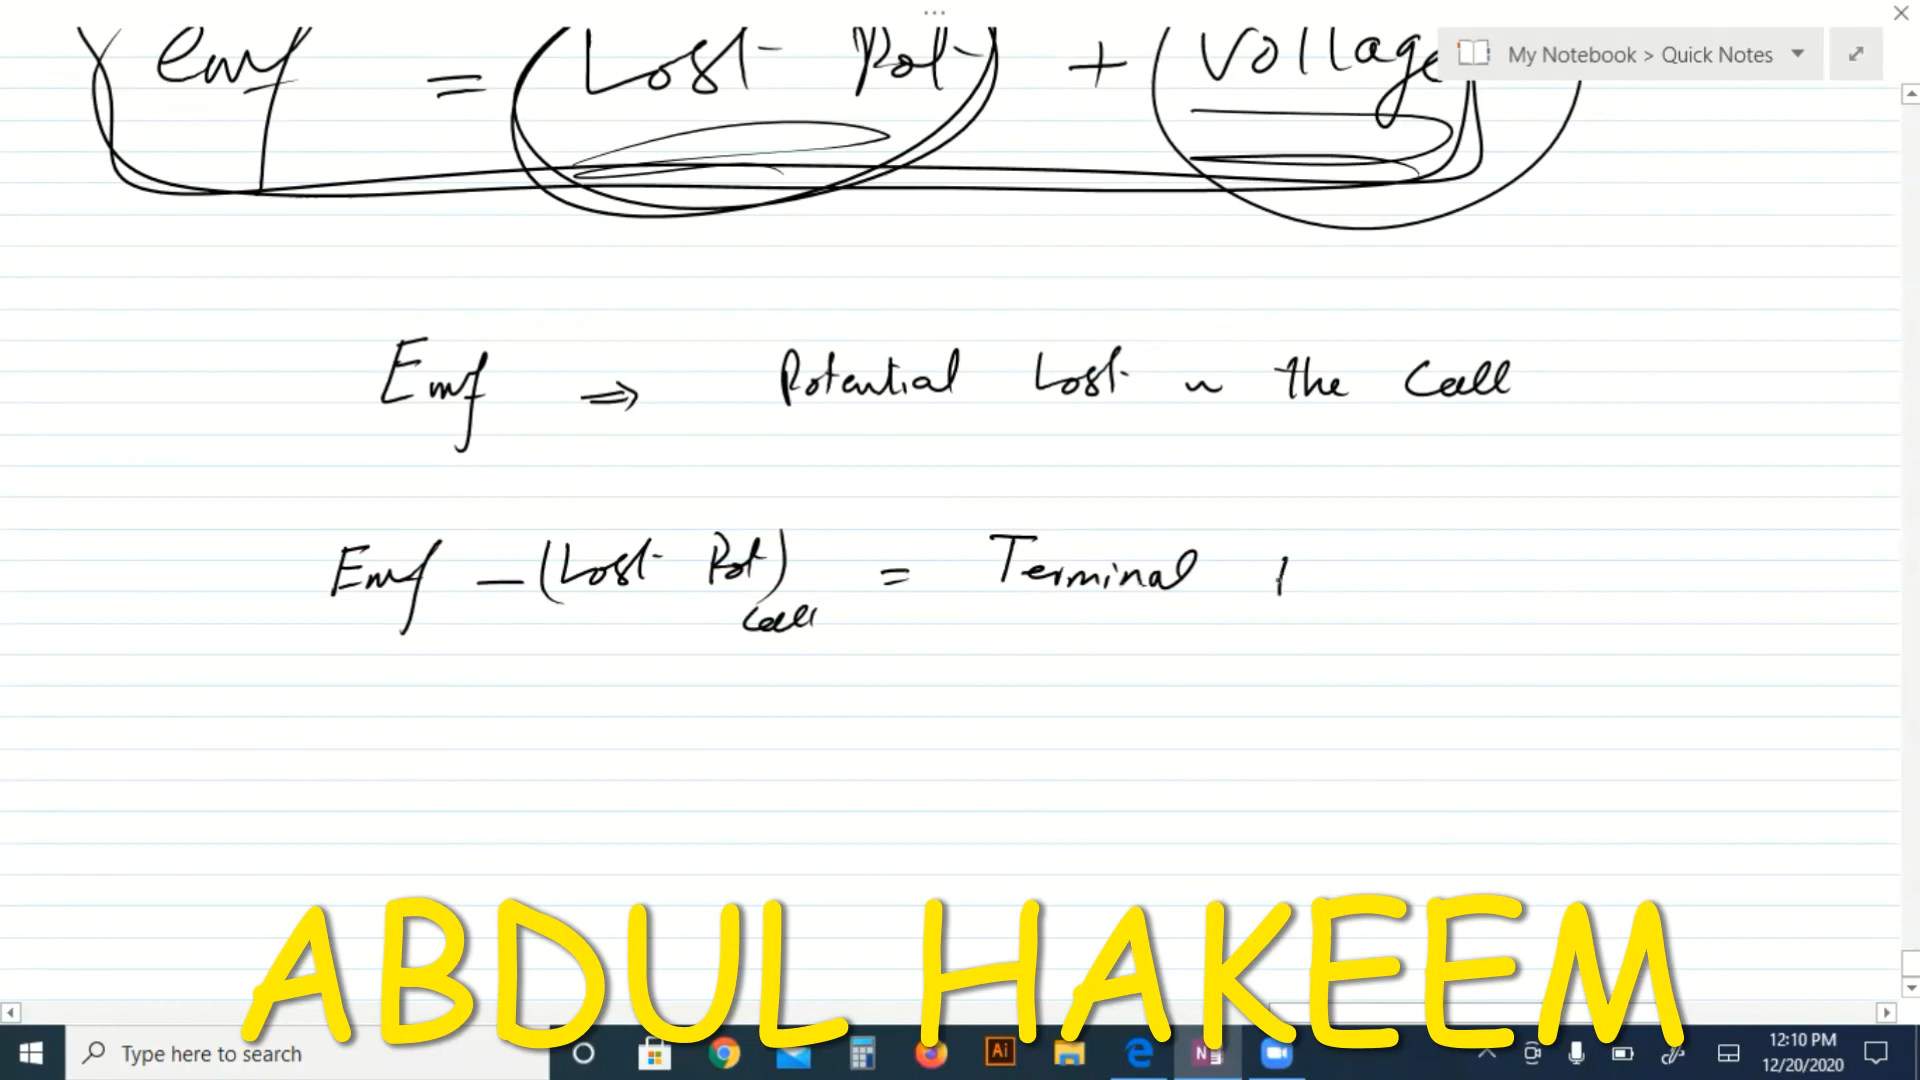 emf = (Lost Pot) + (Voltage
My Notebook > Quick Notes
Emf ⇒ Potential Lost in the Cell
Emf – (Lost Pot)cell = Terminal
ABDUL HAKEEM
Type here to search
Ai
N
12:10 PM
12/20/2020